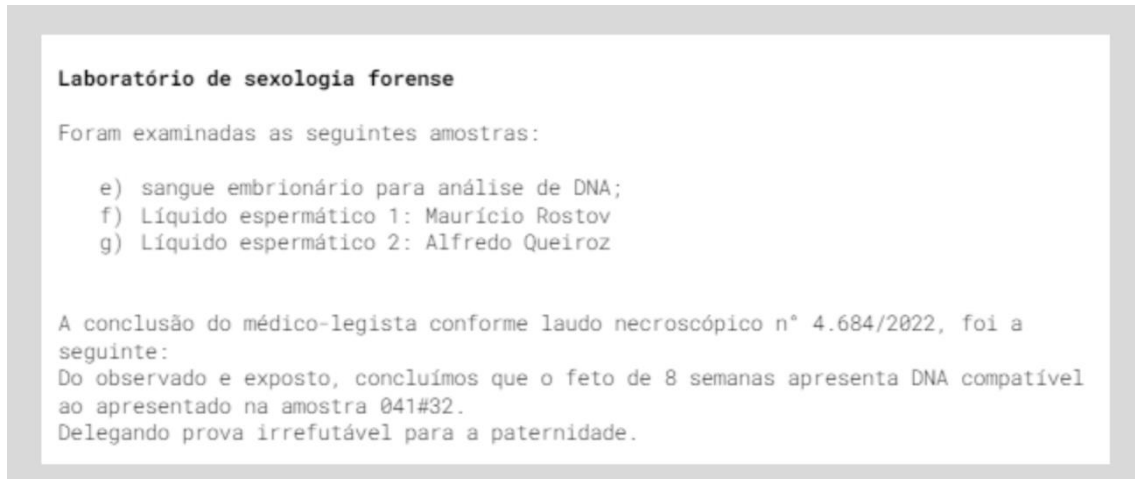 Laboratório de sexologia forense
Foram examinadas as seguintes amostras:
e) sangue embrionário para análise de DNA;
f) Líquido espermático 1: Maurício Rostov
g) Líquido espermático 2: Alfredo Queiroz
A conclusão do médico-legista conforme laudo necroscópico n° 4.684/2022, foi a
seguinte:
Do observado e exposto, concluímos que o feto de 8 semanas apresenta DNA compatível
ao apresentado na amostra 041#32.
Delegando prova irrefutável para a paternidade.